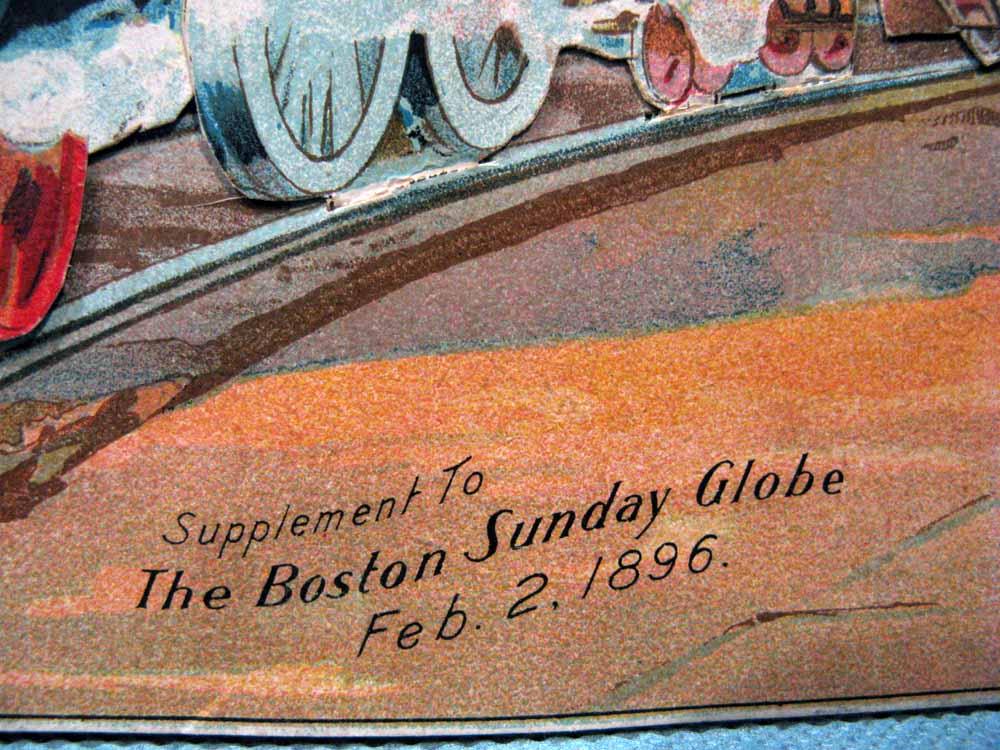 Supplement To
The Boston Sunday Globe
Feb. 2, 1896.